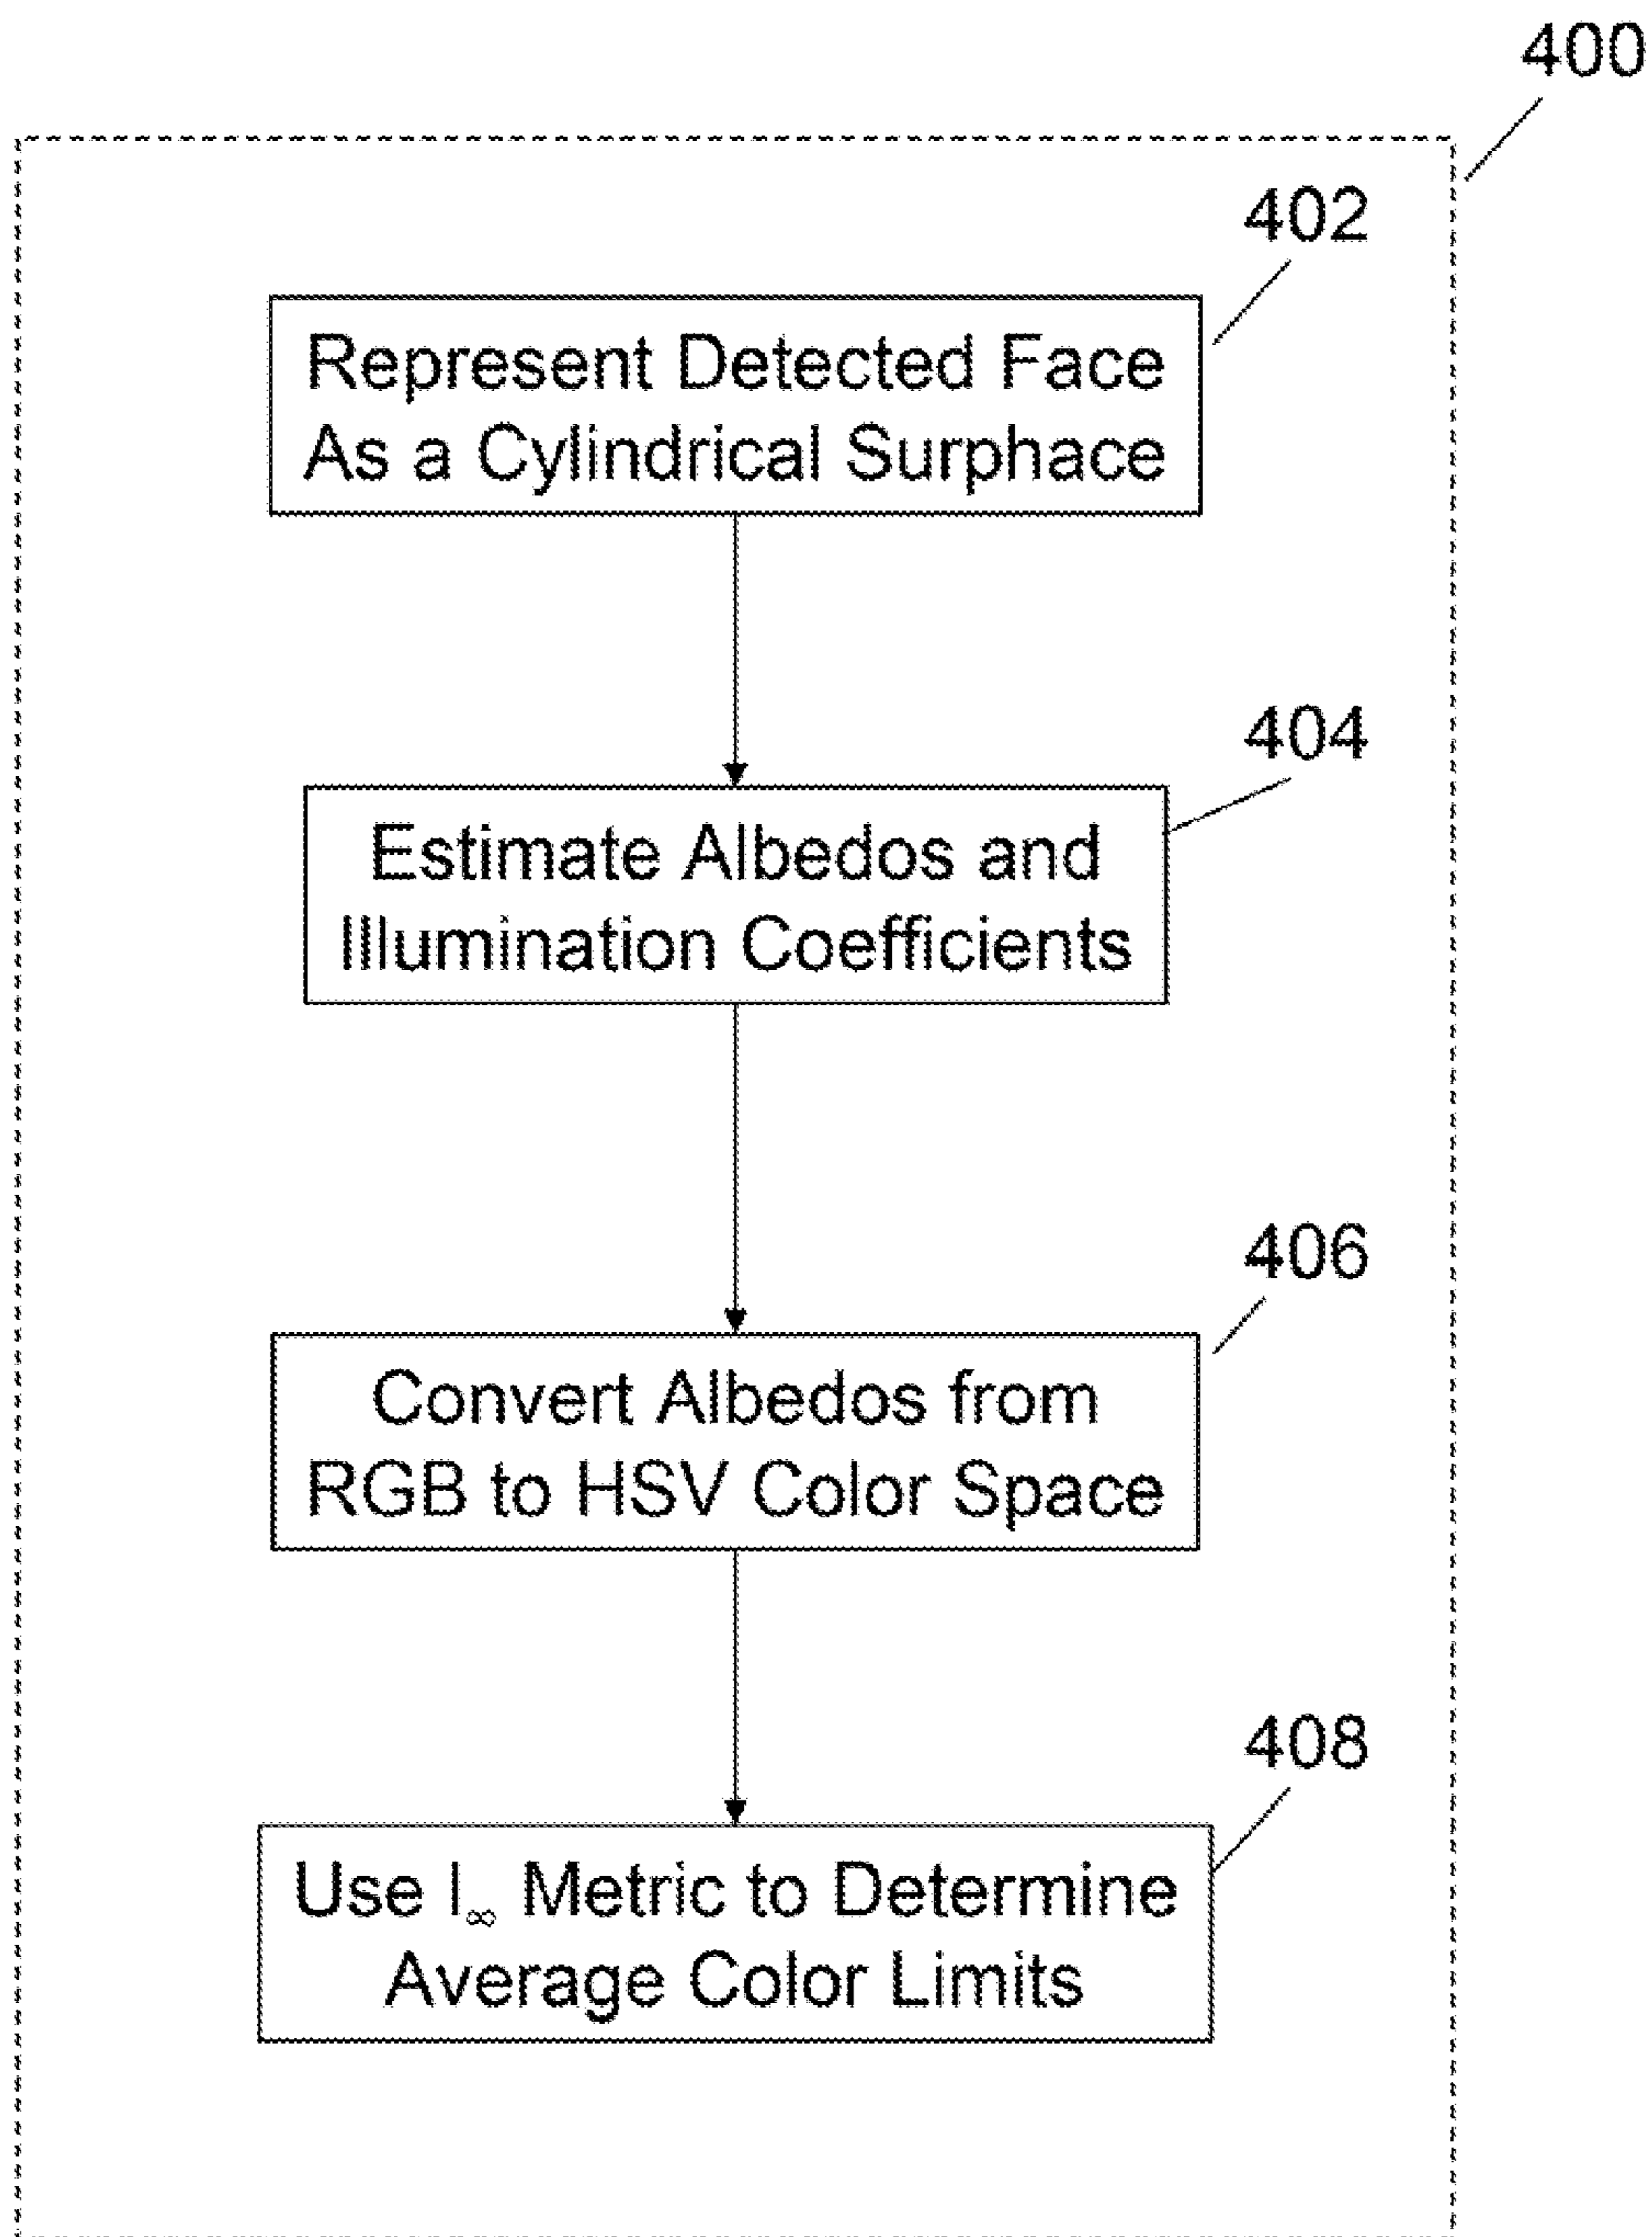 400
402
Represent Detected Face
As a Cylindrical Surphace
404
Estimate Albedos and
Illumination Coefficients
406
Convert Albedos from
RGB to HSV Color Space
408
Use l∞ Metric to Determine
Average Color Limits